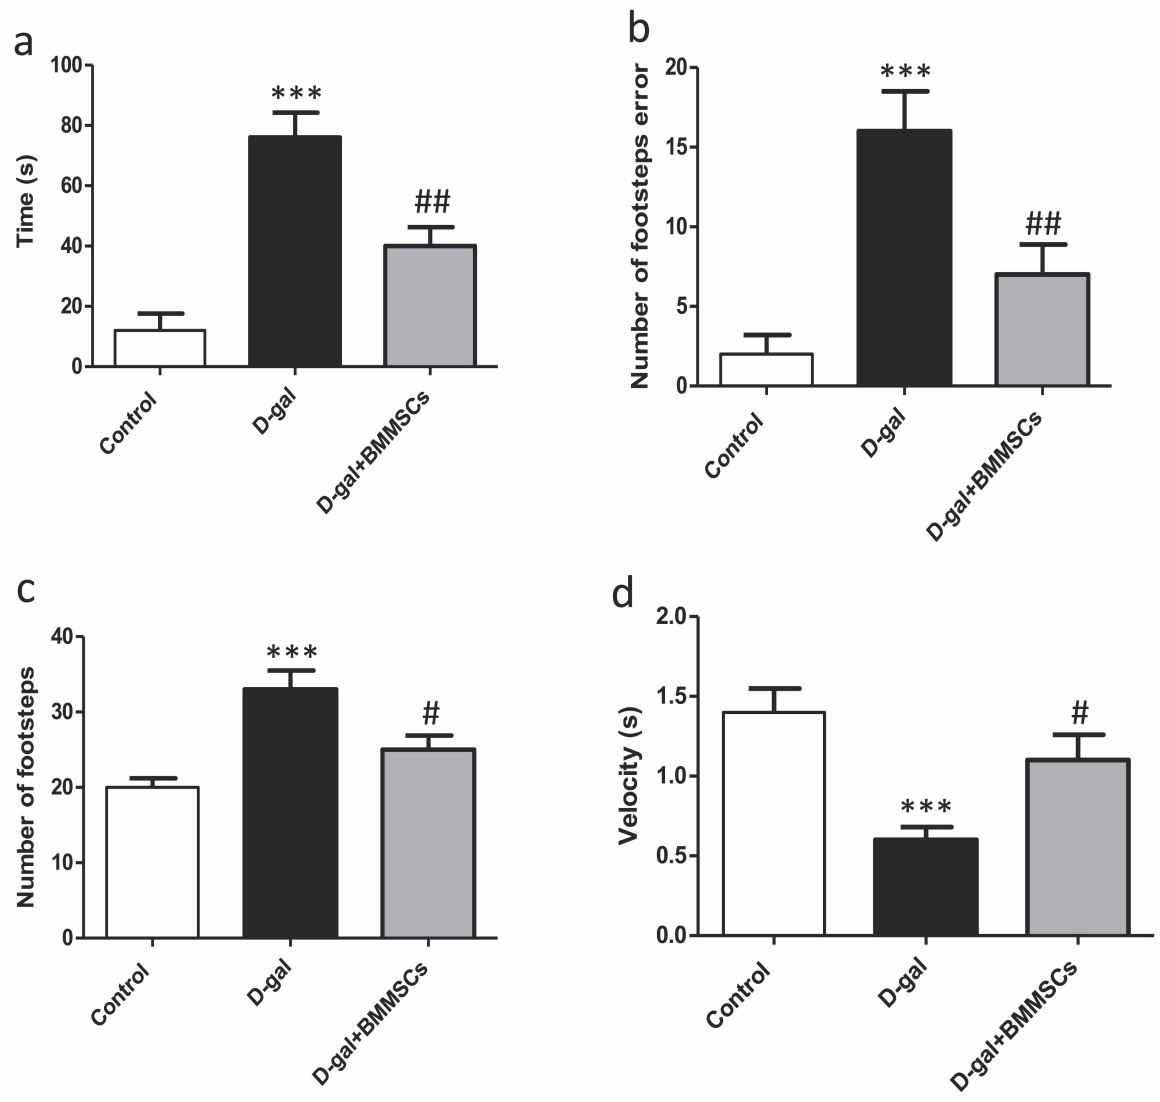 a
Time (s)
100
80
60
40
20
0
***
##
Control
D-gal
D-gal+BMMSCs
b
Number of footsteps error
20
15
10
5
0
***
##
Control
D-gal
D-gal+BMMSCs
c
Number of footsteps
40
30
20
10
0
***
#
Control
D-gal
D-gal+BMMSCs
d
Velocity (s)
2.0
1.5
1.0
0.5
0.0
***
#
Control
D-gal
D-gal+BMMSCs